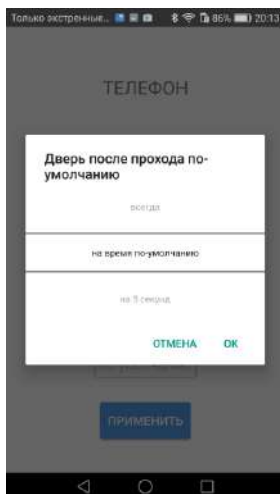 Только экстренные.. 86% 20:13
ТЕЛЕФОН
Дверь после прохода по-
умолчанию
всегда
на время по-умолчанию
на 5 секунд
ОТМЕНА OK
ПРИМЕНИТЬ